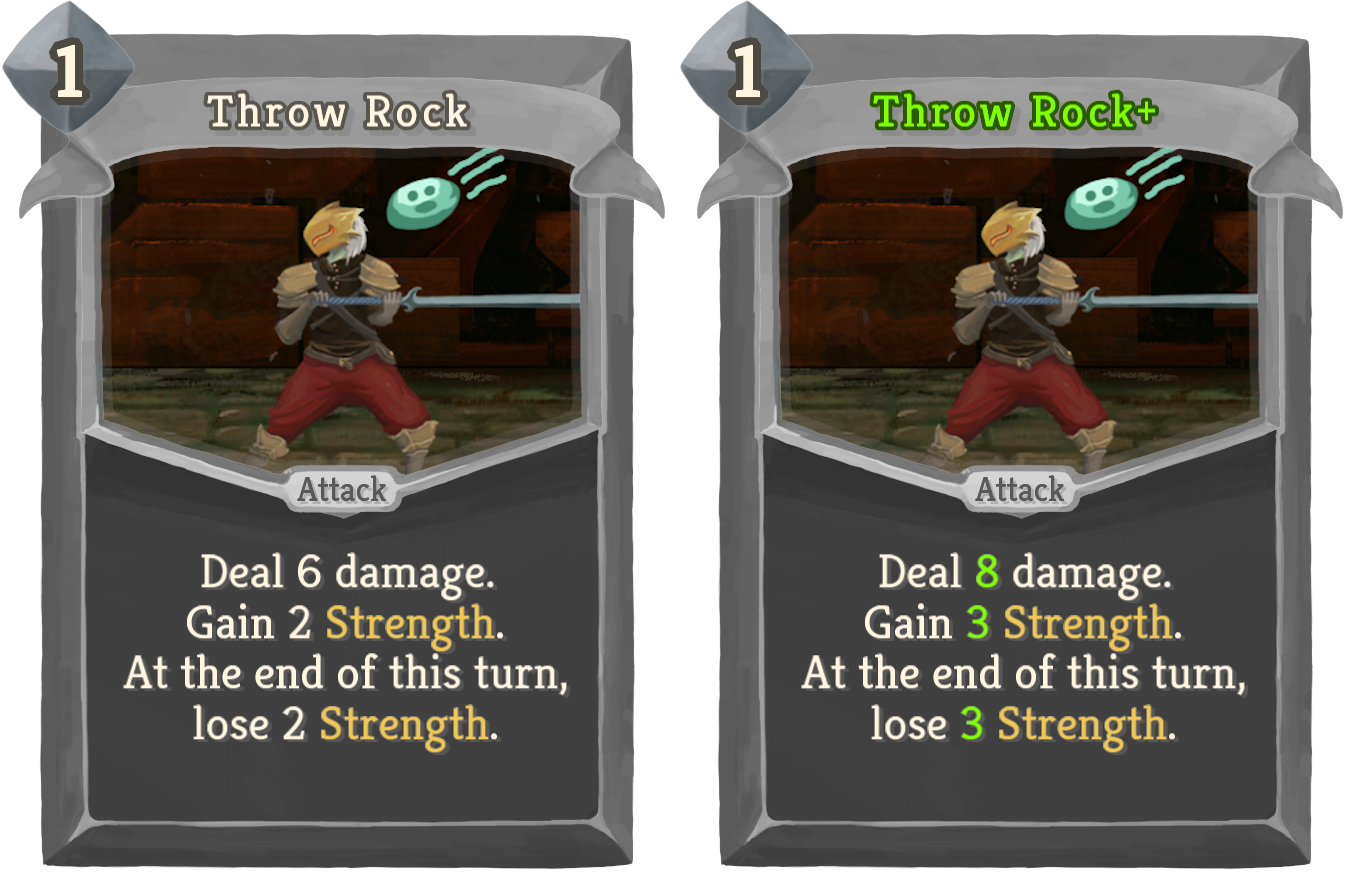 1
Throw Rock
Attack
Deal 6 damage.
Gain 2 Strength.
At the end of this turn,
lose 2 Strength.
1
Throw Rock+
Attack
Deal 8 damage.
Gain 3 Strength.
At the end of this turn,
lose 3 Strength.